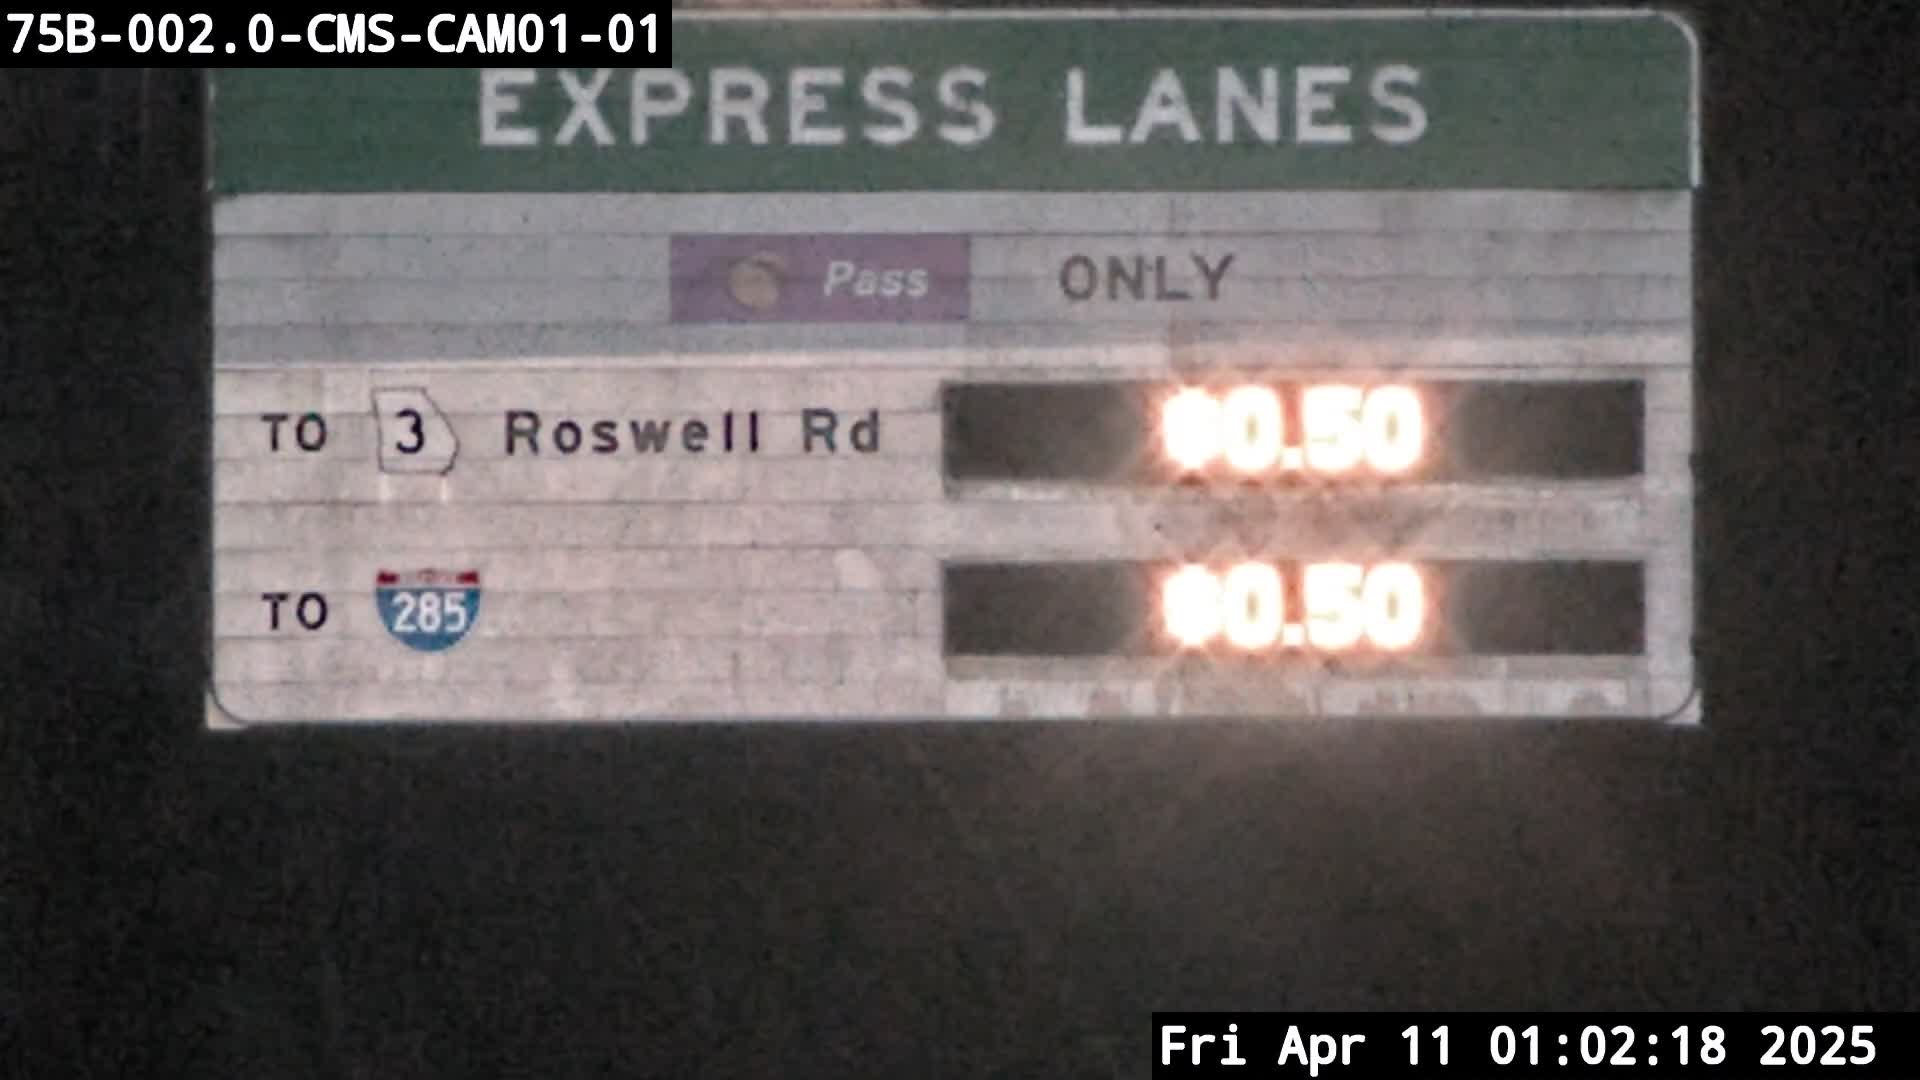 75B-002.0-CMS-CAM01-01
EXPRESS LANES
Pass ONLY
TO 3 Roswell Rd $0.50
TO 285 $0.50
Fri Apr 11 01:02:18 2025